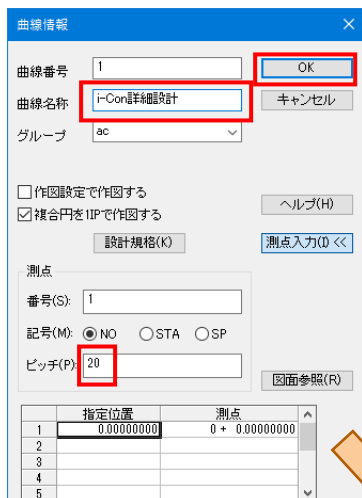 曲線情報
曲線番号 1 OK
曲線名称 i-Con詳細設計 キャンセル
グループ ac
作図設定で作図する
複合円を1IPで作図する ヘルプ(H)
設計規格(K) 測点入力(I) <<
測点
番号(S): 1
記号(M): NO STA SP
ピッチ(P): 20 図面参照(R)
指定位置 測点
1 0.00000000 0 + 0.00000000
2
3
4
5